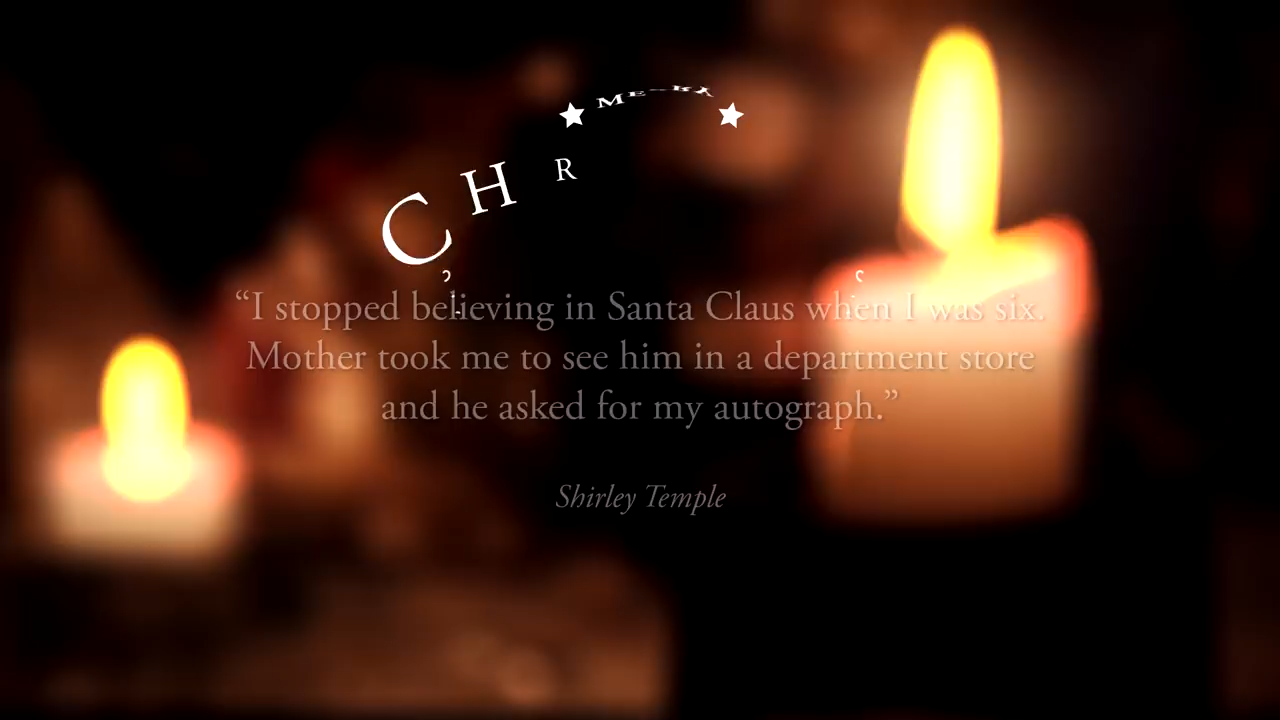 C H R
“I stopped believing in Santa Claus when I was six.
Mother took me to see him in a department store
and he asked for my autograph.”
Shirley Temple